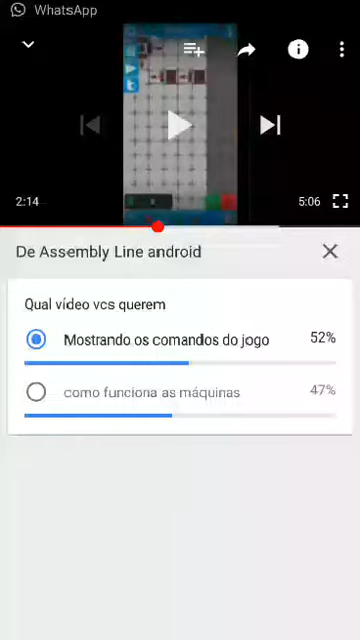 WhatsApp
2:14
5:06
De Assembly Line android
Qual vídeo vcs querem
Mostrando os comandos do jogo
52%
como funciona as máquinas
47%